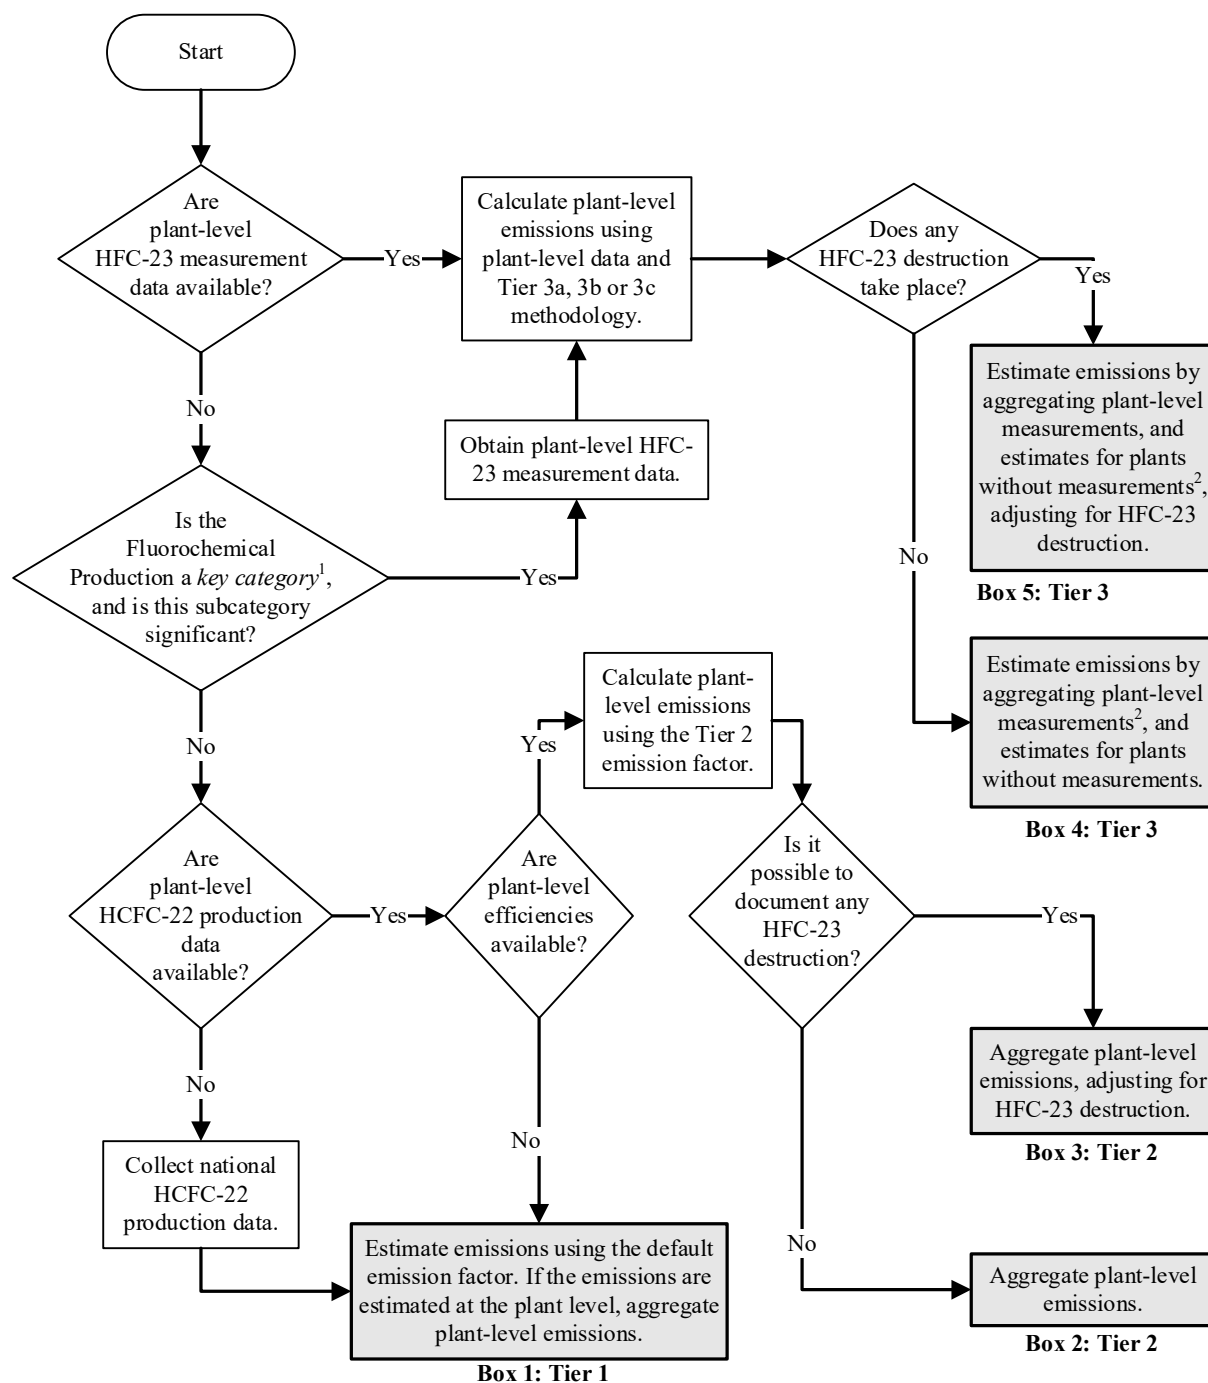 Start
Are
plant-level
HFC-23 measurement
data available?
Yes
Calculate plant-level
emissions using
plant-level data and
Tier 3a, 3b or 3c
methodology.
Does any
HFC-23 destruction
take place?
Yes
Estimate emissions by
aggregating plant-level
measurements, and
estimates for plants
without measurements², 
adjusting for HFC-23
destruction.
Box 5: Tier 3
No
Obtain plant-level HFC-
23 measurement data.
Is the
Fluorochemical
Production a key category¹,
and is this subcategory
significant?
Yes
No
Estimate emissions by
aggregating plant-level
measurements², and
estimates for plants
without measurements.
Box 4: Tier 3
No
Calculate plant-
level emissions
using the Tier 2
emission factor.
Yes
Are
plant-level
HCFC-22 production
data
available?
Yes
Are
plant-level
efficiencies
available?
Is it
possible to
document any
HFC-23
destruction?
Yes
Aggregate plant-level
emissions, adjusting for
HFC-23 destruction.
Box 3: Tier 2
No
No
Collect national
HCFC-22
production data.
Estimate emissions using the default
emission factor. If the emissions are
estimated at the plant level, aggregate
plant-level emissions.
Box 1: Tier 1
No
Aggregate plant-level
emissions.
Box 2: Tier 2